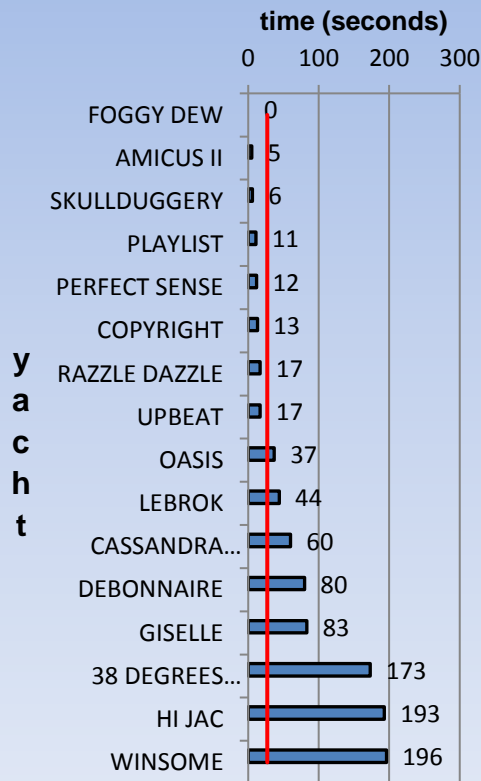 time (seconds)
0 100 200 300
FOGGY DEW 0
AMICUS II 5
SKULLDUGGERY 6
PLAYLIST 11
PERFECT SENSE 12
COPYRIGHT 13
RAZZLE DAZZLE 17
UPBEAT 17
OASIS 37
LEBROK 44
CASSANDRA... 60
DEBONNAIRE 80
GISELLE 83
38 DEGREES... 173
HI JAC 193
WINSOME 196
yacht